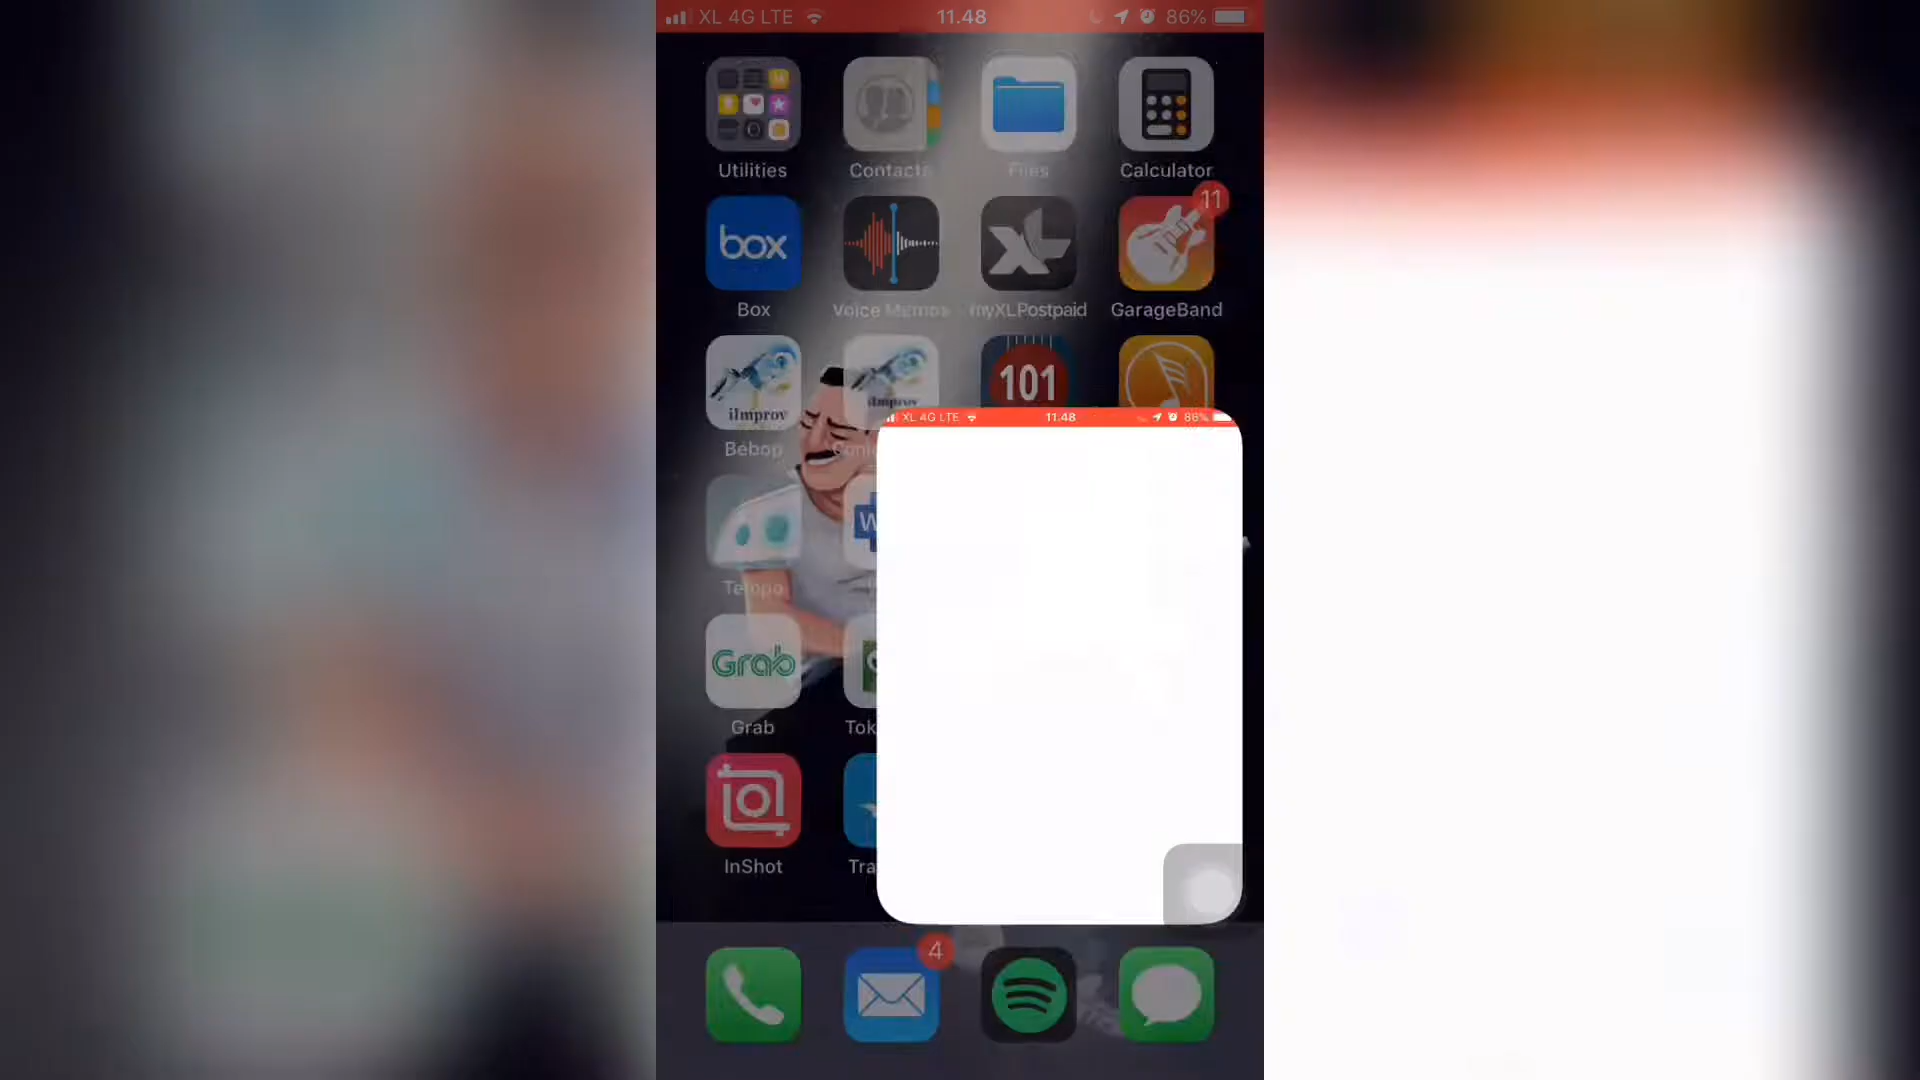 XL 4G LTE 11.48 86%
Utilities Contacts Files Calculator
11
box
Box Voice Memos myXLPostpaid GarageBand
iImprov iImprov 101
XL 4G LTE 11.48 86%
Bebop
W
Tempo
Grab
Grab Tok
InShot Tra
4